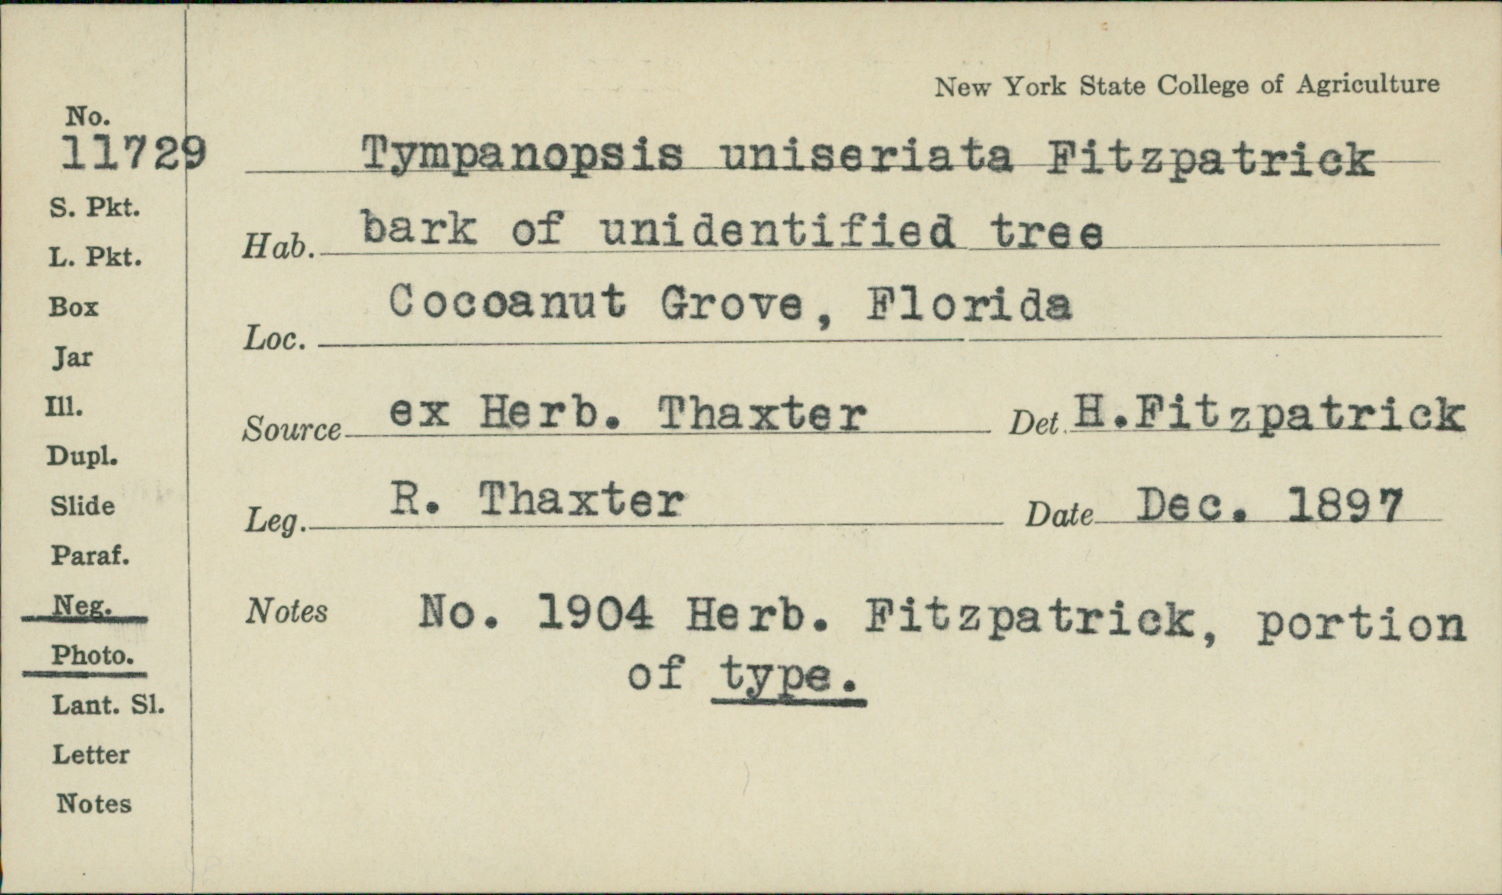 New York State College of Agriculture
No.
11729 Tympanopsis uniseriata Fitzpatrick
S. Pkt.
Hab. bark of unidentified tree
L. Pkt.
Box
Loc. Cocoanut Grove, Florida
Jar
Ill.
Source ex Herb. Thaxter Det. H.Fitzpatrick
Dupl.
Slide
Leg. R. Thaxter Date Dec. 1897
Paraf.
Neg.
Notes No. 1904 Herb. Fitzpatrick, portion
of type.
Photo.
Lant. Sl.
Letter
Notes